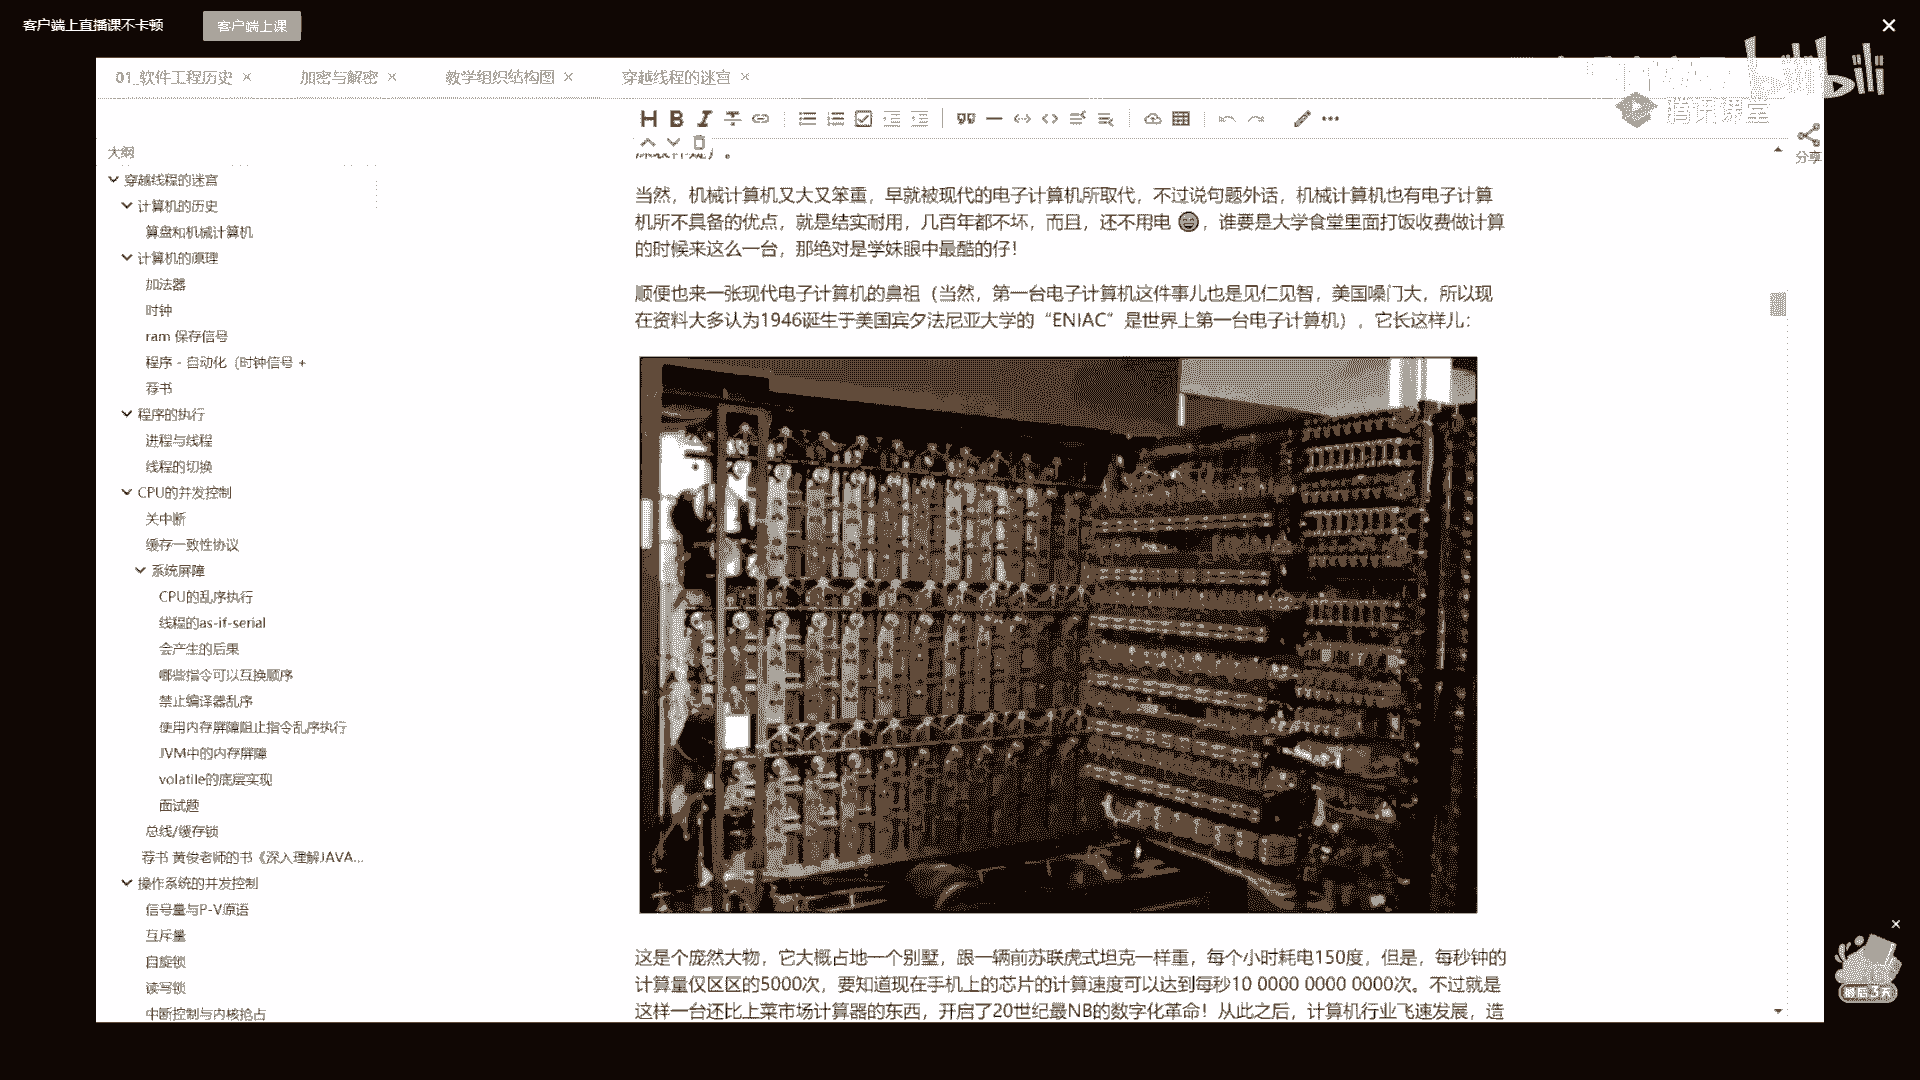 客户端上直播课不卡顿
客户端上课
bilibili
腾讯课堂
分享
01_软件工程历史
加密与解密
教学组织结构图
穿越线程的迷宫
大纲
穿越线程的迷宫
计算机的历史
算盘和机械计算机
计算机的原理
加法器
时钟
ram 保存信号
程序 - 自动化（时钟信号 +
荐书
程序的执行
进程与线程
线程的切换
CPU的并发控制
关中断
缓存一致性协议
系统屏障
CPU的乱序执行
线程的as-if-serial
会产生的后果
哪些指令可以互换顺序
禁止编译器乱序
使用内存屏障阻止指令乱序执行
JVM中的内存屏障
volatile的底层实现
面试题
总线/缓存锁
荐书 黄俊老师的书《深入理解JAVA...
操作系统的并发控制
信号量与P-V原语
互斥量
自旋锁
读写锁
中断控制与内核抢占
当然，机械计算机又大又笨重，早就被现代的电子计算机所取代，不过说句题外话，机械计算机也有电子计算
机所不具备的优点，就是结实耐用，几百年都不坏，而且，还不用电 😄，谁要是大学食堂里面打饭收费做计算
的时候来这么一台，那绝对是学妹眼中最酷的仔！
顺便也来一张现代电子计算机的鼻祖（当然，第一台电子计算机这件事儿也是见仁见智，美国嗓门大，所以现
在资料大多认为1946诞生于美国宾夕法尼亚大学的“ENIAC”是世界上第一台电子计算机），它长这样儿：
这是个庞然大物，它大概占地一个别墅，跟一辆前苏联虎式坦克一样重，每个小时耗电150度，但是，每秒钟的
计算量仅区区的5000次，要知道现在手机上的芯片的计算速度可以达到每秒10 0000 0000 0000次。不过就是
这样一台还比上菜市场计算器的东西，开启了20世纪最NB的数字化革命！从此之后，计算机行业飞速发展，造
最后3天